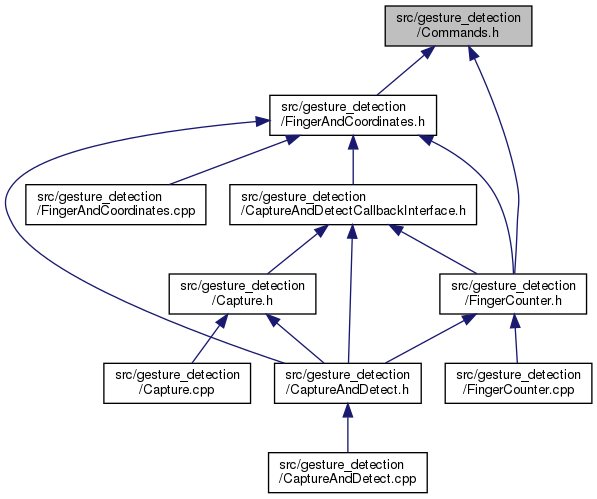 src/gesture_detection
/Commands.h
src/gesture_detection
/FingerAndCoordinates.h
src/gesture_detection
/FingerAndCoordinates.cpp
src/gesture_detection
/CaptureAndDetectCallbackInterface.h
src/gesture_detection
/Capture.h
src/gesture_detection
/FingerCounter.h
src/gesture_detection
/Capture.cpp
src/gesture_detection
/CaptureAndDetect.h
src/gesture_detection
/FingerCounter.cpp
src/gesture_detection
/CaptureAndDetect.cpp